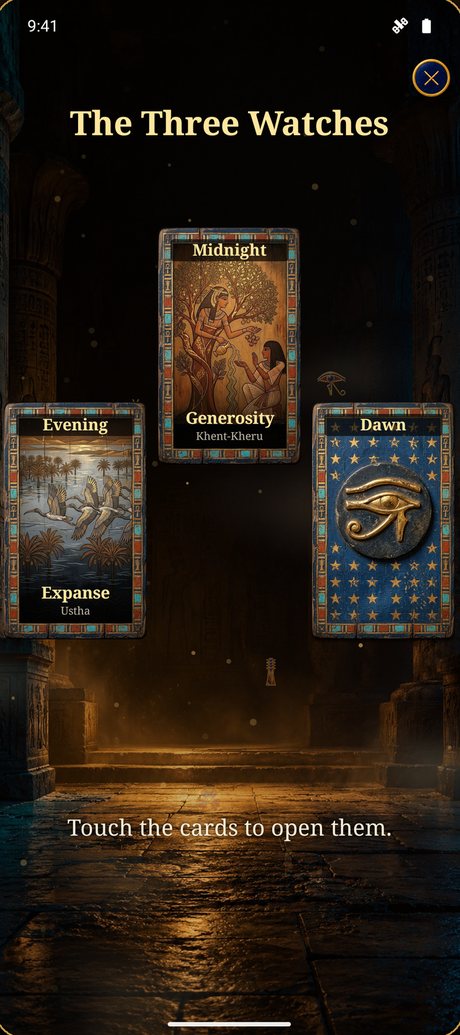 9:41
The Three Watches
Midnight
Generosity
Khent-Kheru
Evening
Expanse
Ustha
Dawn
Touch the cards to open them.